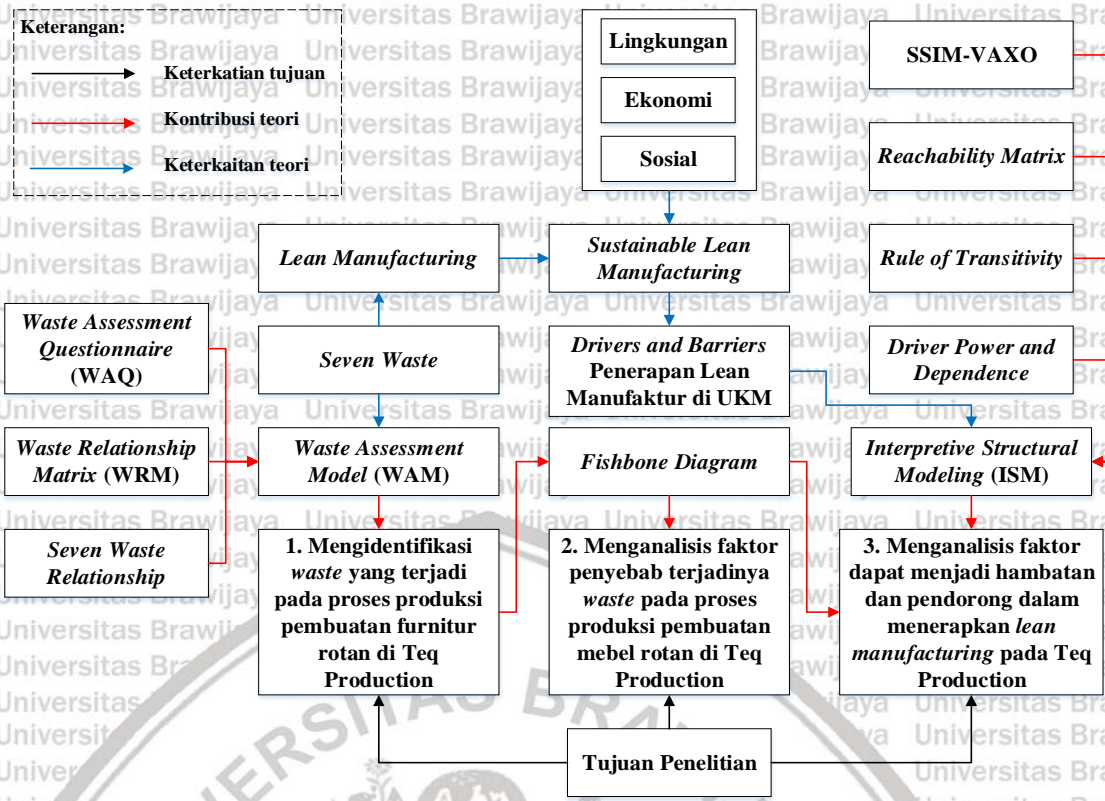 Keterangan:
Keterkatian tujuan
Kontribusi teori
Keterkaitan teori
Lingkungan
Ekonomi
Sosial
SSIM-VAXO
Reachability Matrix
Lean Manufacturing
Sustainable Lean
Manufacturing
Rule of Transitivity
Waste Assessment
Questionnaire
(WAQ)
Seven Waste
Drivers and Barriers
Penerapan Lean
Manufaktur di UKM
Driver Power and
Dependence
Waste Relationship
Matrix (WRM)
Waste Assessment
Model (WAM)
Fishbone Diagram
Interpretive Structural
Modeling (ISM)
Seven Waste
Relationship
1. Mengidentifikasi
waste yang terjadi
pada proses produksi
pembuatan furnitur
rotan di Teq
Production
2. Menganalisis faktor
penyebab terjadinya
waste pada proses
produksi pembuatan
mebel rotan di Teq
Production
3. Menganalisis faktor
dapat menjadi hambatan
dan pendorong dalam
menerapkan lean
manufacturing pada Teq
Production
Tujuan Penelitian